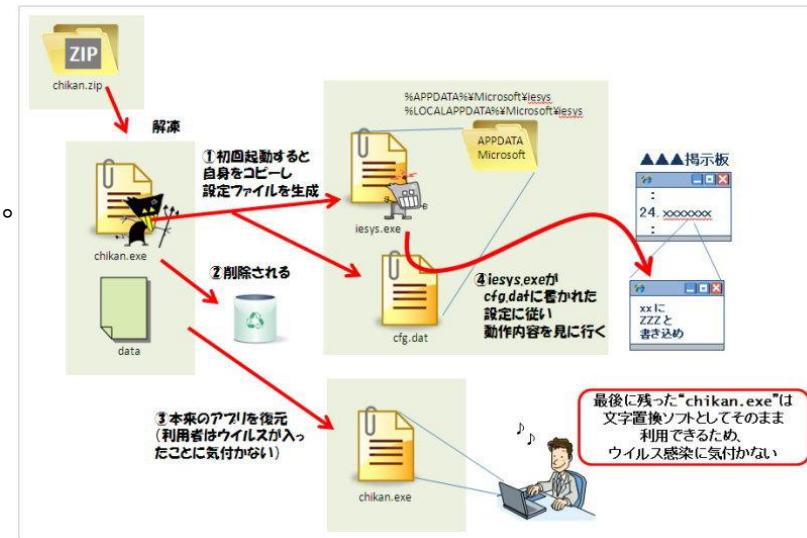 ZIP
chikan.zip
解凍
chikan.exe
data
①初回起動すると
自身をコピーし
設定ファイルを生成
②削除される
%APPDATA%¥Microsoft¥iesys
%LOCALAPPDATA%¥Microsoft¥iesys
APPDATA
Microsoft
iesys.exe
cfg.dat
④iesys.exeが
cfg.datに書かれた
設定に従い
動作内容を見に行く
▲▲▲掲示板
:
24. xxxxxxx
:
xxに
ZZZと
書き込め
③本来のアプリを復元
(利用者はウイルスが入っ
たことに気付かない)
chikan.exe
最後に残った“chikan.exe”は
文字置換ソフトとしてそのまま
利用できるため、
ウイルス感染に気付かない
。